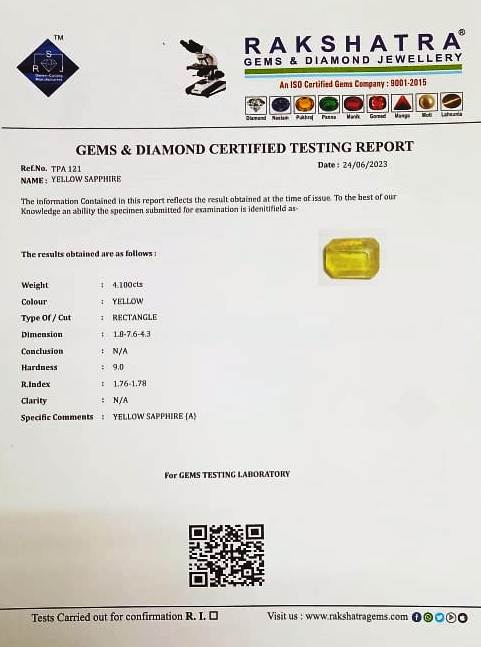 TM
S
R J
RAKSHATRA®
GEMS & DIAMOND JEWELLERY
An ISO Certified Gems Company : 9001-2015
Diamond Neelam Pukhraj Panna Manik Gomed Munga Moti Lahsunia
GEMS & DIAMOND CERTIFIED TESTING REPORT
Ref.No. TPA 121 Date : 24/06/2023
NAME : YELLOW SAPPHIRE
The information Contained in this report reflects the result obtained at the time of issue. To the best of our
Knowledge an ability the specimen submitted for examination is idenitifield as-
The results obtained are as follows :
Weight : 4.100cts
Colour : YELLOW
Type Of / Cut : RECTANGLE
Dimension : 1.8-7.6-4.3
Conclusion : N/A
Hardness : 9.0
R.Index : 1.76-1.78
Clarity : N/A
Specific Comments : YELLOW SAPPHIRE (A)
For GEMS TESTING LABORATORY
Tests Carried out for confirmation R. I. Visit us : www.rakshatragems.com